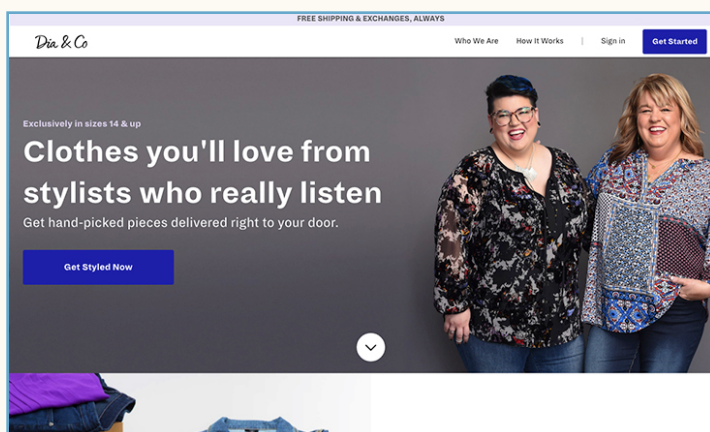 FREE SHIPPING & EXCHANGES, ALWAYS
Dia & Co
Who We Are
How It Works
|
Sign in
Get Started
Exclusively in sizes 14 & up
Clothes you'll love from
stylists who really listen
Get hand-picked pieces delivered right to your door.
Get Styled Now